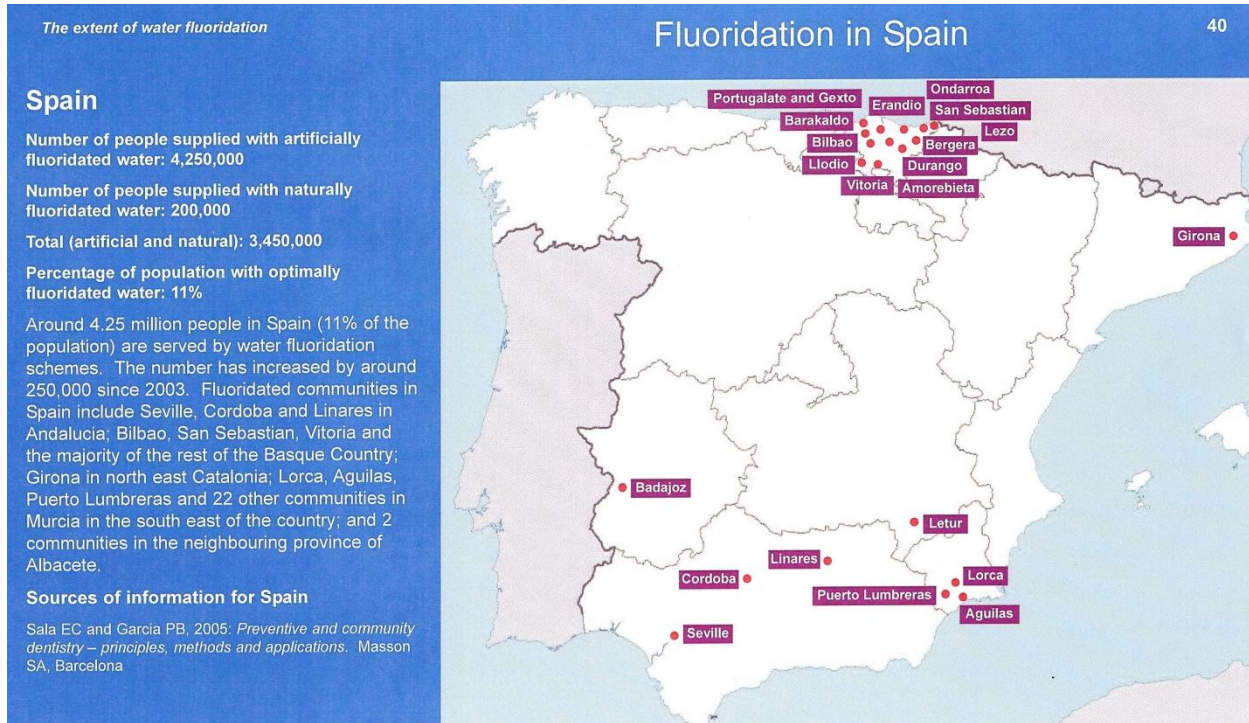 The extent of water fluoridation
Fluoridation in Spain
40
Spain
Number of people supplied with artificially
fluoridated water: 4,250,000
Number of people supplied with naturally
fluoridated water: 200,000
Total (artificial and natural): 3,450,000
Percentage of population with optimally
fluoridated water: 11%
Around 4.25 million people in Spain (11% of the
population) are served by water fluoridation
schemes. The number has increased by around
250,000 since 2003. Fluoridated communities in
Spain include Seville, Cordoba and Linares in
Andalucia; Bilbao, San Sebastian, Vitoria and
the majority of the rest of the Basque Country;
Girona in north east Catalonia; Lorca, Aguilas,
Puerto Lumbreras and 22 other communities in
Murcia in the south east of the country; and 2
communities in the neighbouring province of
Albacete.
Sources of information for Spain
Sala EC and Garcia PB, 2005: Preventive and community
dentistry – principles, methods and applications. Masson
SA, Barcelona
Ondarroa
Portugalate and Gexto
Erandio
San Sebastian
Barakaldo
Lezo
Bilbao
Bergera
Llodio
Durango
Vitoria
Amorebieta
Girona
Badajoz
Letur
Linares
Cordoba
Lorca
Puerto Lumbreras
Aguilas
Seville